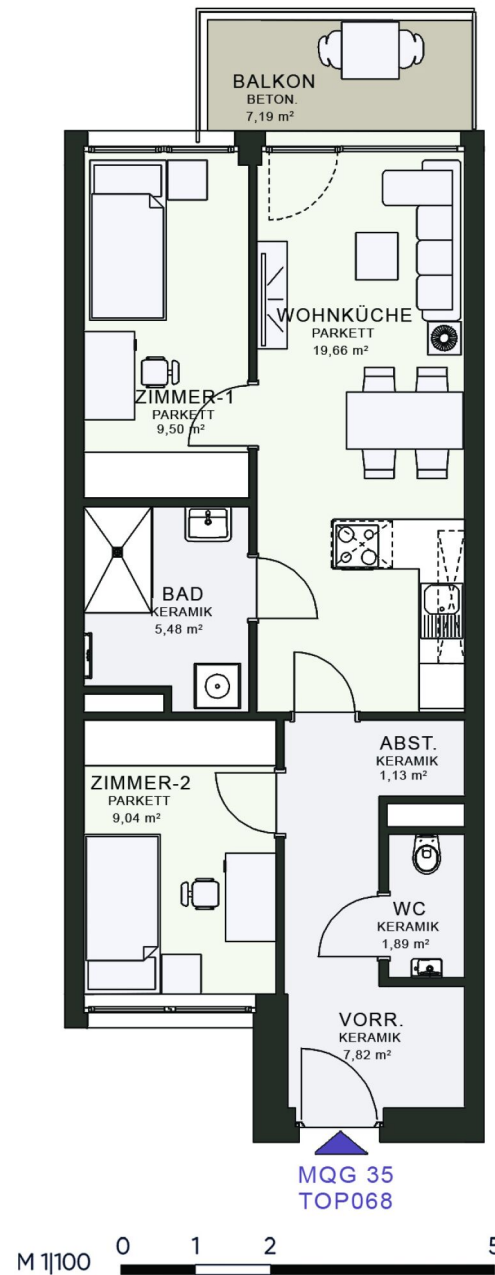 BALKON
BETON.
7,19 m²
WOHNKÜCHE
PARKETT
19,66 m²
ZIMMER-1
PARKETT
9,50 m²
BAD
KERAMIK
5,48 m²
ABST.
KERAMIK
1,13 m²
ZIMMER-2
PARKETT
9,04 m²
WC
KERAMIK
1,89 m²
VORR.
KERAMIK
7,82 m²
MQG 35
TOP068
M 1|100 0 1 2 5